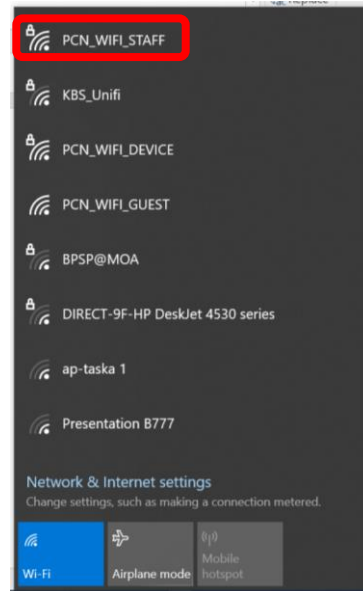 Replace
PCN_WIFI_STAFF
KBS_Unifi
PCN_WIFI_DEVICE
PCN_WIFI_GUEST
BPSP@MOA
DIRECT-9F-HP DeskJet 4530 series
ap-taska 1
Presentation B777
Network & Internet settings
Change settings, such as making a connection metered.
Wi-Fi
Airplane mode
Mobile
hotspot